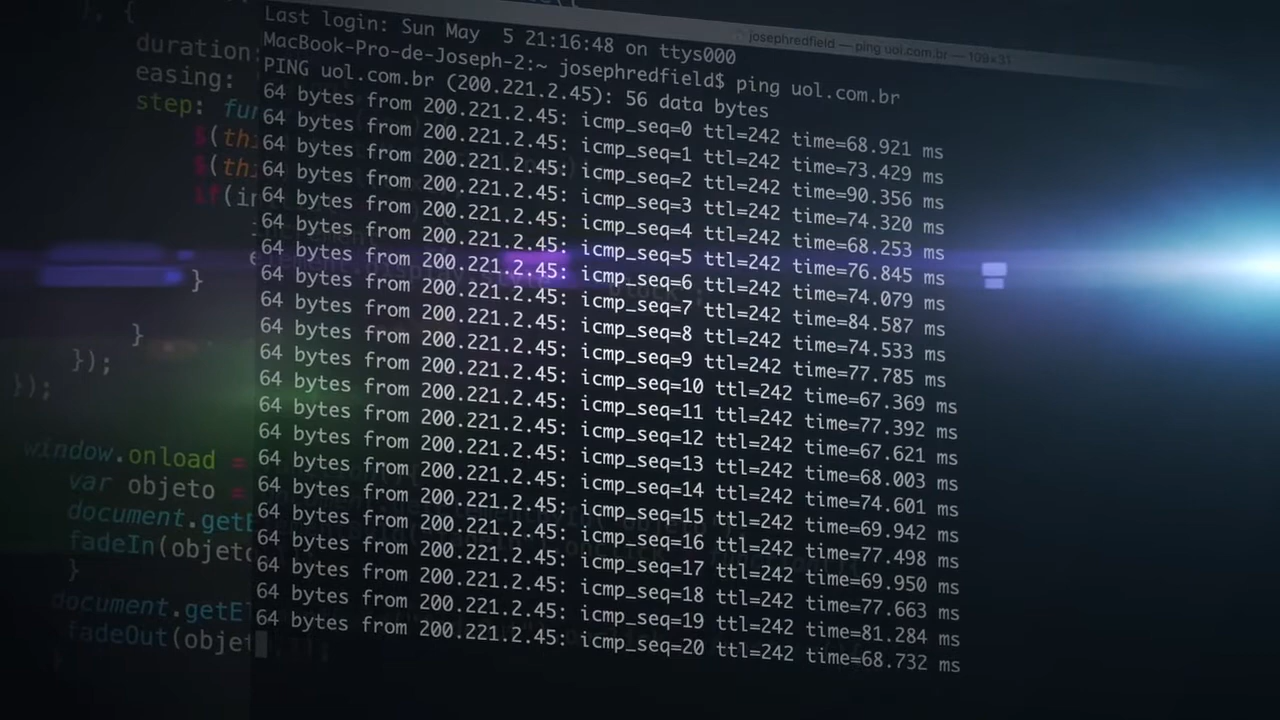 josephredfield — ping uol.com.br — 109×31
Last login: Sun May  5 21:16:48 on ttys000
MacBook-Pro-de-Joseph-2:~ josephredfield$ ping uol.com.br
PING uol.com.br (200.221.2.45): 56 data bytes
64 bytes from 200.221.2.45: icmp_seq=0 ttl=242 time=68.921 ms
64 bytes from 200.221.2.45: icmp_seq=1 ttl=242 time=73.429 ms
64 bytes from 200.221.2.45: icmp_seq=2 ttl=242 time=90.356 ms
64 bytes from 200.221.2.45: icmp_seq=3 ttl=242 time=74.320 ms
64 bytes from 200.221.2.45: icmp_seq=4 ttl=242 time=68.253 ms
64 bytes from 200.221.2.45: icmp_seq=5 ttl=242 time=76.845 ms
64 bytes from 200.221.2.45: icmp_seq=6 ttl=242 time=74.079 ms
64 bytes from 200.221.2.45: icmp_seq=7 ttl=242 time=84.587 ms
64 bytes from 200.221.2.45: icmp_seq=8 ttl=242 time=74.533 ms
64 bytes from 200.221.2.45: icmp_seq=9 ttl=242 time=77.785 ms
64 bytes from 200.221.2.45: icmp_seq=10 ttl=242 time=67.369 ms
64 bytes from 200.221.2.45: icmp_seq=11 ttl=242 time=77.392 ms
64 bytes from 200.221.2.45: icmp_seq=12 ttl=242 time=67.621 ms
64 bytes from 200.221.2.45: icmp_seq=13 ttl=242 time=68.003 ms
64 bytes from 200.221.2.45: icmp_seq=14 ttl=242 time=74.601 ms
64 bytes from 200.221.2.45: icmp_seq=15 ttl=242 time=69.942 ms
64 bytes from 200.221.2.45: icmp_seq=16 ttl=242 time=77.498 ms
64 bytes from 200.221.2.45: icmp_seq=17 ttl=242 time=69.950 ms
64 bytes from 200.221.2.45: icmp_seq=18 ttl=242 time=77.663 ms
64 bytes from 200.221.2.45: icmp_seq=19 ttl=242 time=81.284 ms
64 bytes from 200.221.2.45: icmp_seq=20 ttl=242 time=68.732 ms
), {
duration:
easing:
step: fun
$(thi
$(thi
if(in
}
}
});
});
window.onload =
var objeto =
document.getE
fadeIn(objeto
}
document.getEl
fadeOut(objet
}